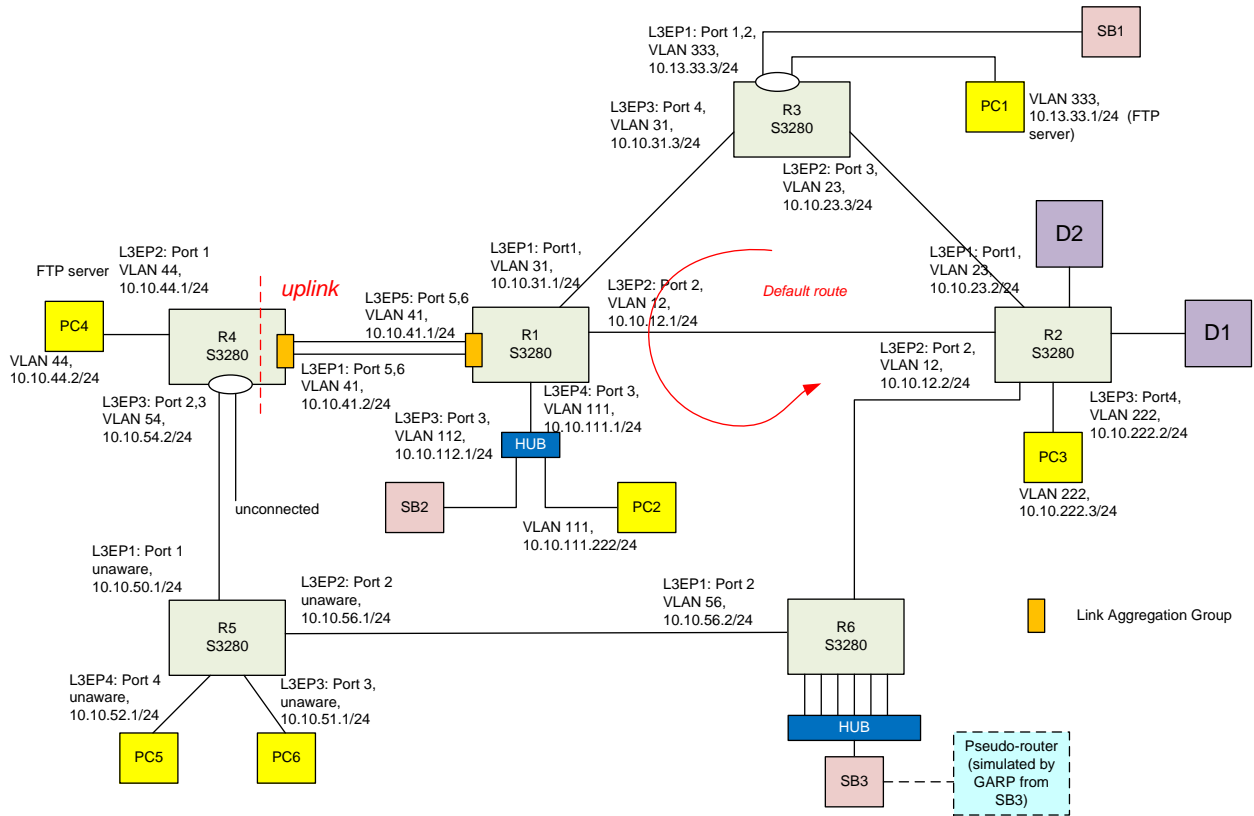 L3EP1: Port 1,2,
VLAN 333,
10.13.33.3/24
SB1
L3EP3: Port 4,
VLAN 31,
10.10.31.3/24
R3
S3280
PC1
VLAN 333,
10.13.33.1/24 (FTP
server)
L3EP2: Port 3,
VLAN 23,
10.10.23.3/24
D2
L3EP2: Port 1
VLAN 44,
10.10.44.1/24
FTP server
uplink
L3EP1: Port1,
VLAN 31,
10.10.31.1/24
L3EP1: Port1,
VLAN 23,
10.10.23.2/24
L3EP5: Port 5,6
VLAN 41,
10.10.41.1/24
L3EP2: Port 2,
VLAN 12,
10.10.12.1/24
Default route
PC4
R4
S3280
R1
S3280
R2
S3280
D1
VLAN 44,
10.10.44.2/24
L3EP1: Port 5,6
VLAN 41,
10.10.41.2/24
L3EP2: Port 2,
VLAN 12,
10.10.12.2/24
L3EP3: Port 2,3
VLAN 54,
10.10.54.2/24
L3EP4: Port 3,
VLAN 111,
10.10.111.1/24
L3EP3: Port 3,
VLAN 112,
10.10.112.1/24
HUB
L3EP3: Port4,
VLAN 222,
10.10.222.2/24
PC3
VLAN 222,
10.10.222.3/24
unconnected
SB2
PC2
VLAN 111,
10.10.111.222/24
L3EP1: Port 1
unaware,
10.10.50.1/24
L3EP2: Port 2
unaware,
10.10.56.1/24
L3EP1: Port 2
VLAN 56,
10.10.56.2/24
R5
S3280
R6
S3280
Link Aggregation Group
L3EP4: Port 4
unaware,
10.10.52.1/24
L3EP3: Port 3,
unaware,
10.10.51.1/24
HUB
PC5
PC6
SB3
Pseudo-router
(simulated by
GARP from
SB3)